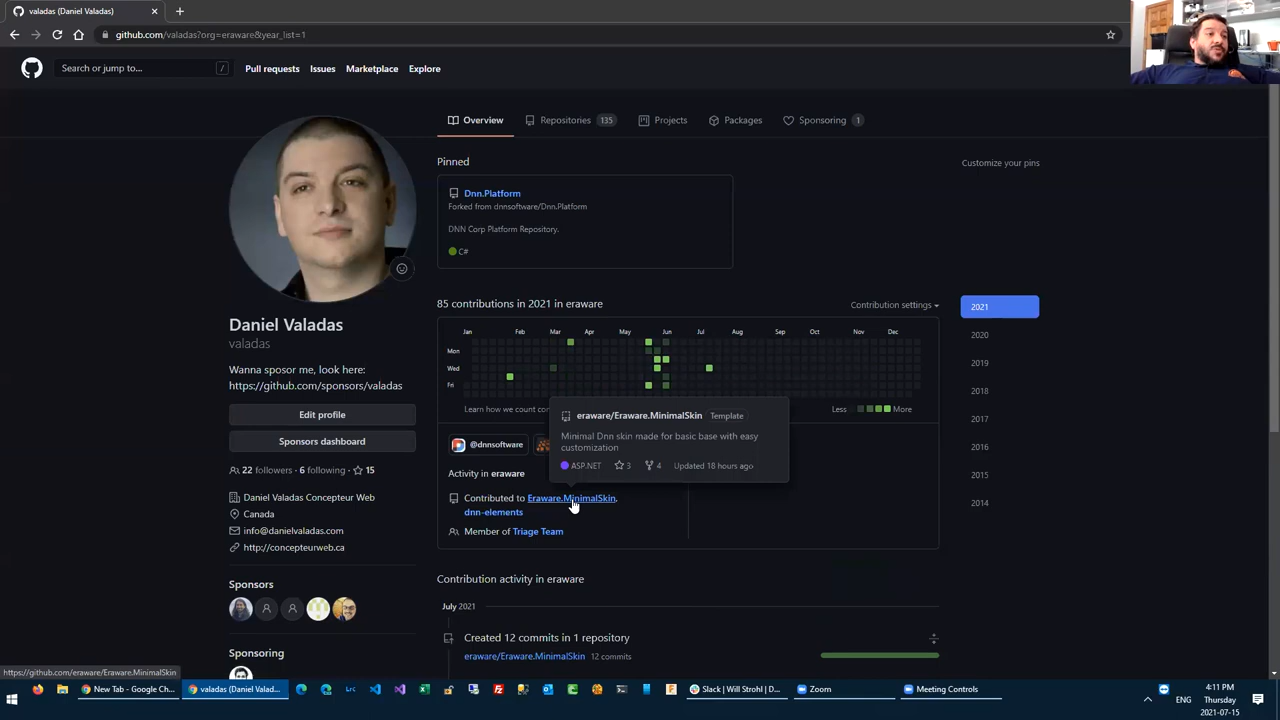 valadas (Daniel Valadas)
github.com/valadas?org=eraware&year_list=1
Search or jump to...
/
Pull requests
Issues
Marketplace
Explore
Overview
Repositories 135
Projects
Packages
Sponsoring 1
Pinned
Customize your pins
Dnn.Platform
Forked from dnnsoftware/Dnn.Platform
DNN Corp Platform Repository.
C#
Daniel Valadas
valadas
Wanna sponsor me, look here:
https://github.com/sponsors/valadas
Edit profile
Sponsors dashboard
22 followers · 6 following · 15
Daniel Valadas Concepteur Web
Canada
info@danielvaladas.com
http://concepteurweb.ca
Sponsors
Sponsoring
85 contributions in 2021 in eraware
Contribution settings
Jan Feb Mar Apr May Jun Jul Aug Sep Oct Nov Dec
Mon
Wed
Fri
Learn how we count con
Less
More
eraware/Eraware.MinimalSkin Template
Minimal Dnn skin made for basic base with easy
customization
ASP.NET 3 4 Updated 18 hours ago
@dnnsoftware
Activity in eraware
Contributed to Eraware.MinimalSkin,
dnn-elements
Member of Triage Team
2021
2020
2019
2018
2017
2016
2015
2014
Contribution activity in eraware
July 2021
Created 12 commits in 1 repository
eraware/Eraware.MinimalSkin 12 commits
https://github.com/eraware/Eraware.MinimalSkin
New Tab - Google Ch...
valadas (Daniel Valad...
Slack | Will Strohl | D...
Zoom
Meeting Controls
ENG
4:11 PM
Thursday
2021-07-15